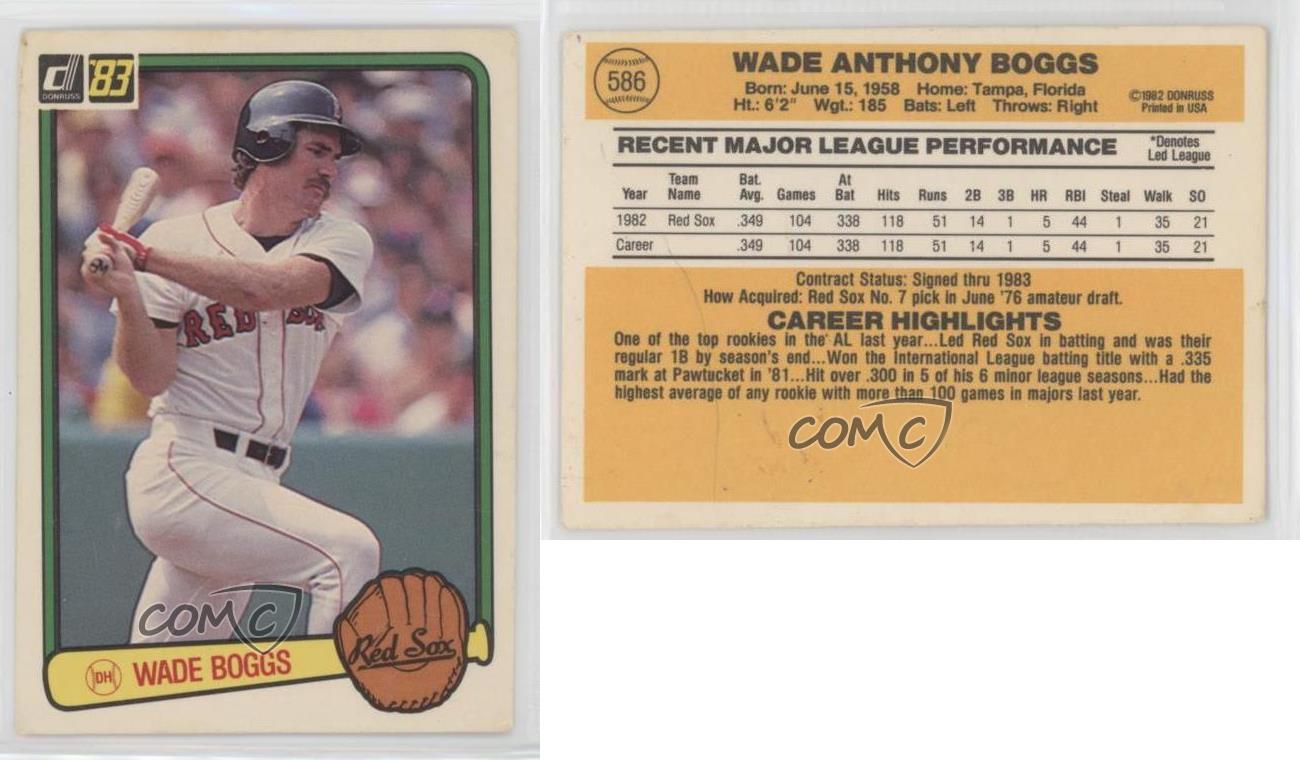 d
DONRUSS
'83
RED SOX
COMC
DH
WADE BOGGS
Red Sox
586
WADE ANTHONY BOGGS
Born: June 15, 1958 Home: Tampa, Florida
Ht.: 6'2" Wgt.: 185 Bats: Left Throws: Right
©1982 DONRUSS
Printed in USA
RECENT MAJOR LEAGUE PERFORMANCE
*Denotes
Led League
Year Team Name Bat. Avg. Games At Bat Hits Runs 2B 3B HR RBI Steal Walk SO
1982 Red Sox .349 104 338 118 51 14 1 5 44 1 35 21
Career .349 104 338 118 51 14 1 5 44 1 35 21
Contract Status: Signed thru 1983
How Acquired: Red Sox No. 7 pick in June '76 amateur draft.
CAREER HIGHLIGHTS
One of the top rookies in the AL last year...Led Red Sox in batting and was their
regular 1B by season's end...Won the International League batting title with a .335
mark at Pawtucket in '81...Hit over .300 in 5 of his 6 minor league seasons...Had the
highest average of any rookie with more than 100 games in majors last year.
COMC